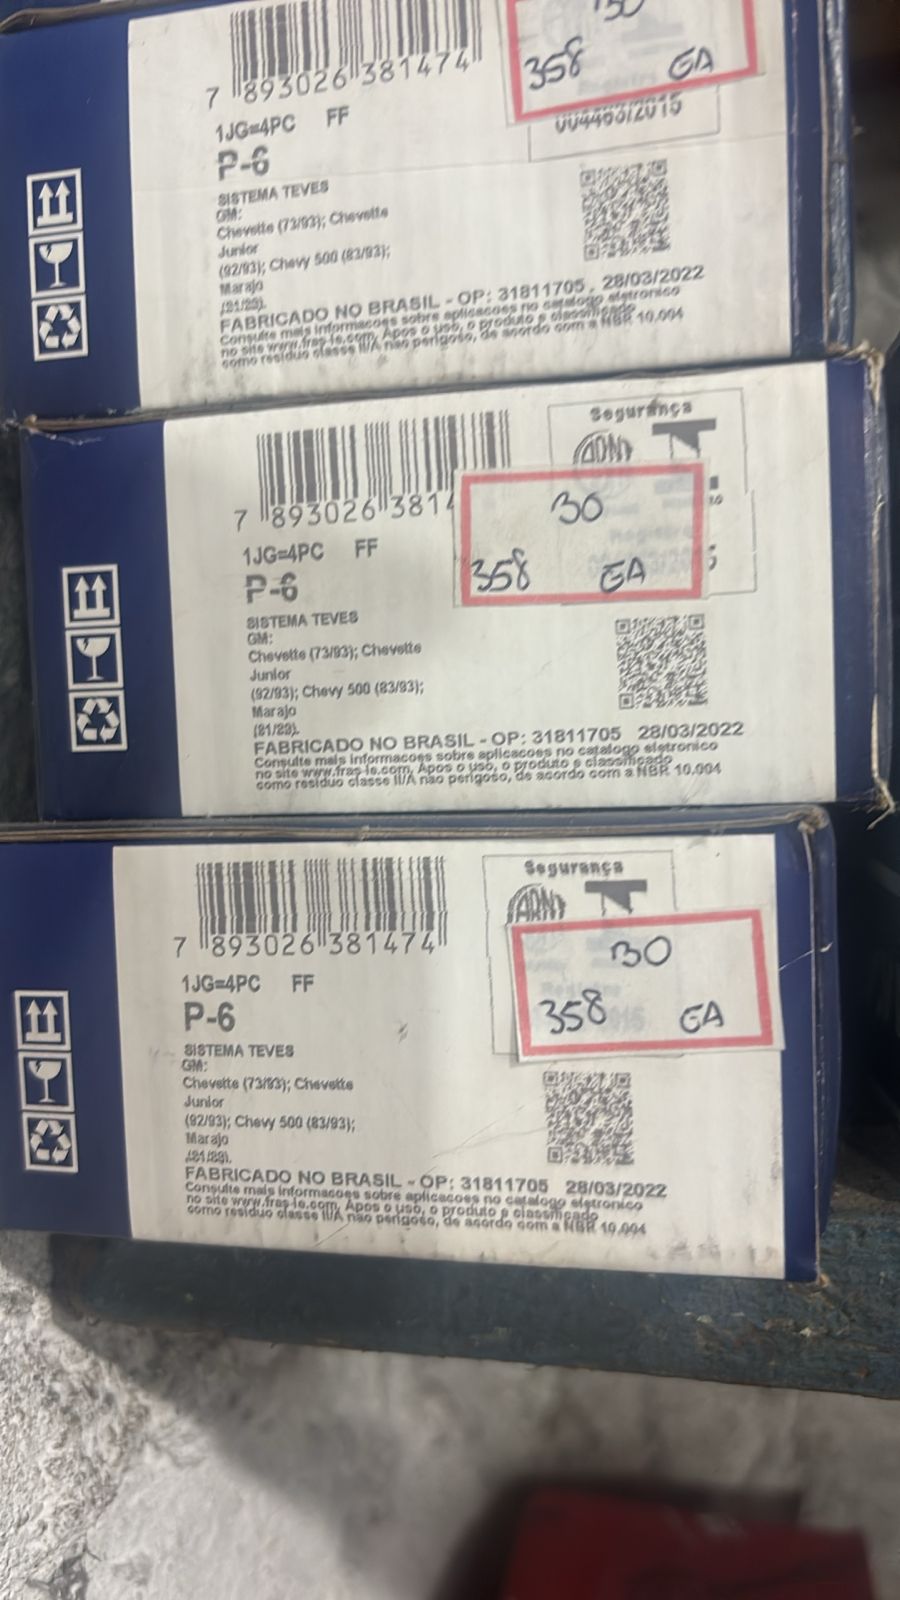 30
358 GA
7 893026 381474
004463/2015
1JG=4PC FF
P-6
SISTEMA TEVES
GM:
Chevette (73/93); Chevette
Junior
(92/93); Chevy 500 (83/93);
Marajo
FABRICADO NO BRASIL - OP: 31811705 28/03/2022
Consulte mais informacoes sobre aplicacoes no catalogo eletronico
no site www.fras-le.com. Apos o uso, o produto e classificado
como residuo classe II/A nao perigoso, de acordo com a NBR 10.004
Segurança
7 893026 381
30
358 GA
1JG=4PC FF
P-6
SISTEMA TEVES
GM:
Chevette (73/93); Chevette
Junior
(92/93); Chevy 500 (83/93);
Marajo
FABRICADO NO BRASIL - OP: 31811705 28/03/2022
Consulte mais informacoes sobre aplicacoes no catalogo eletronico
no site www.fras-le.com. Apos o uso, o produto e classificado
como residuo classe II/A nao perigoso, de acordo com a NBR 10.004
Segurança
7 893026 381474
30
358 GA
1JG=4PC FF
P-6
SISTEMA TEVES
GM:
Chevette (73/93); Chevette
Junior
(92/93); Chevy 500 (83/93);
Marajo
FABRICADO NO BRASIL - OP: 31811705 28/03/2022
Consulte mais informacoes sobre aplicacoes no catalogo eletronico
no site www.fras-le.com. Apos o uso, o produto e classificado
como residuo classe II/A nao perigoso, de acordo com a NBR 10.004